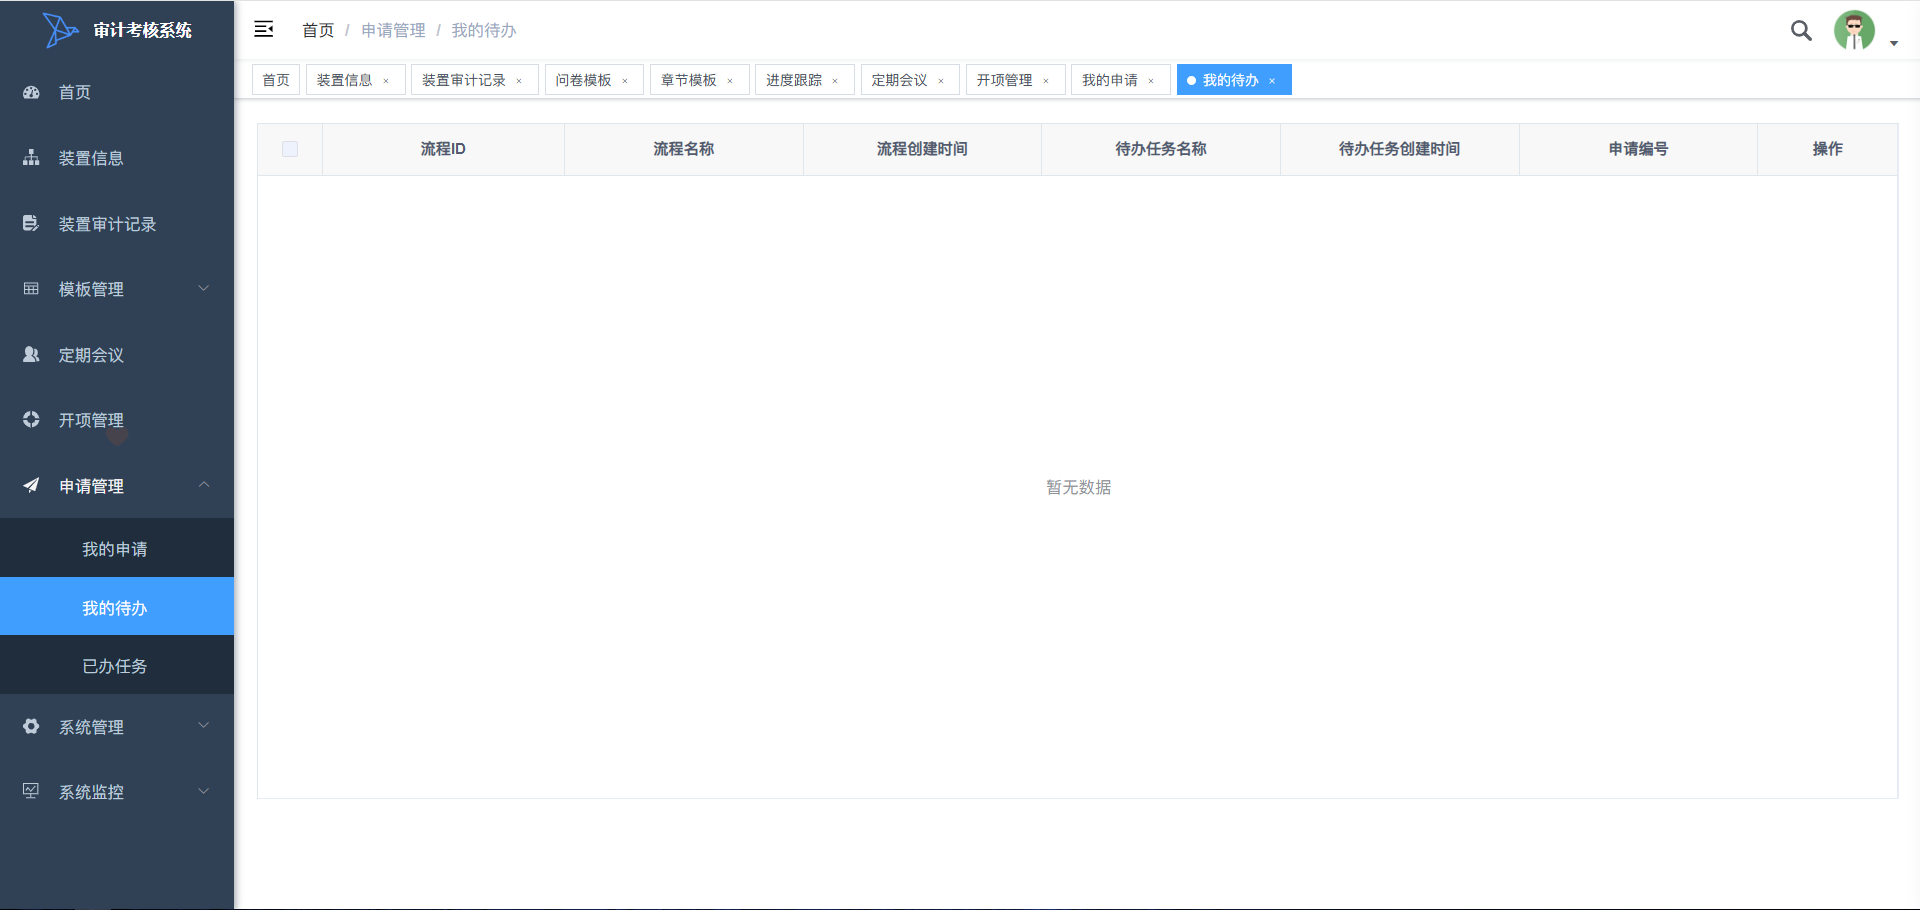 审计考核系统
首页 / 申请管理 / 我的待办
首页 装置信息 × 装置审计记录 × 问卷模板 × 章节模板 × 进度跟踪 × 定期会议 × 开项管理 × 我的申请 × 我的待办 ×
首页
装置信息
装置审计记录
模板管理
定期会议
开项管理
申请管理
我的申请
我的待办
已办任务
系统管理
系统监控
流程ID 流程名称 流程创建时间 待办任务名称 待办任务创建时间 申请编号 操作
暂无数据